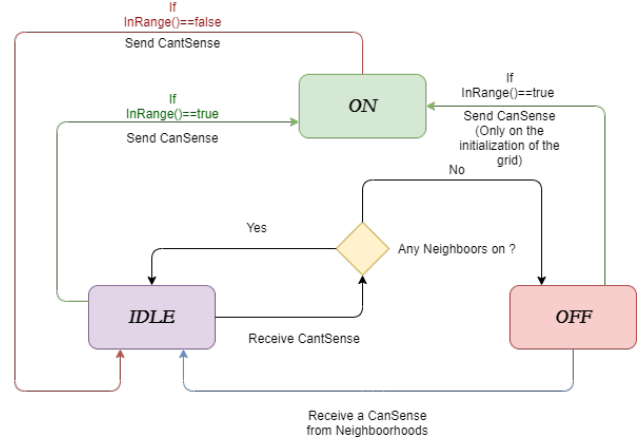 If
InRange()==false
Send CantSense
If
InRange()==true
Send CanSense
ON
If
InRange()==true
Send CanSense
(Only on the
initialization of the
grid)
No
Yes
Any Neighboors on ?
IDLE
OFF
Receive CantSense
Receive a CanSense
from Neighboorhoods